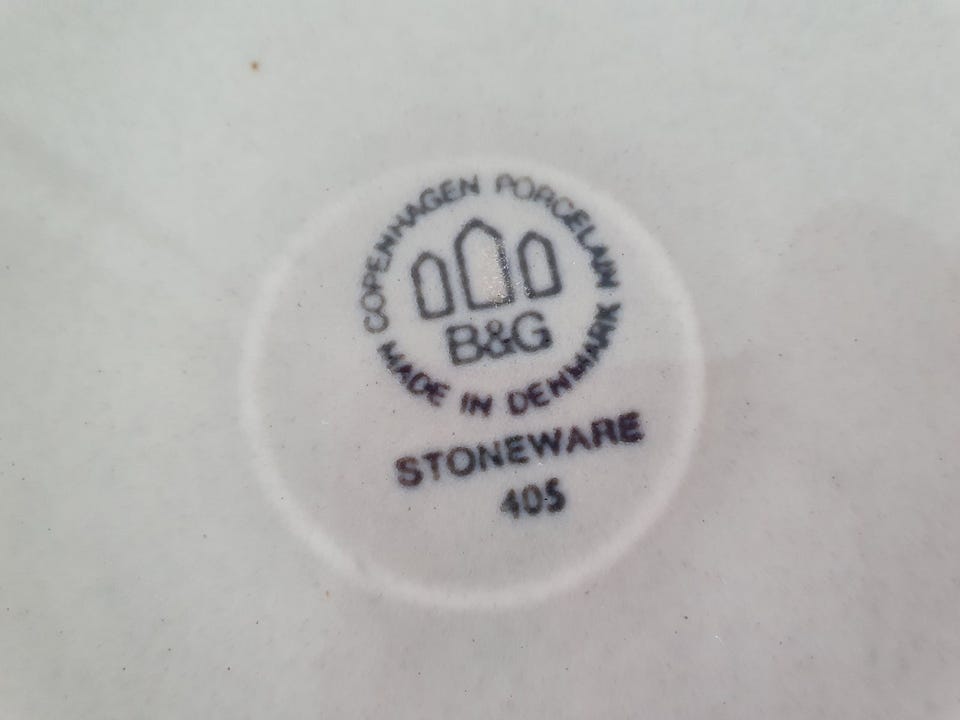 COPENHAGEN PORCELAIN
B&G
MADE IN DENMARK
STONEWARE
405